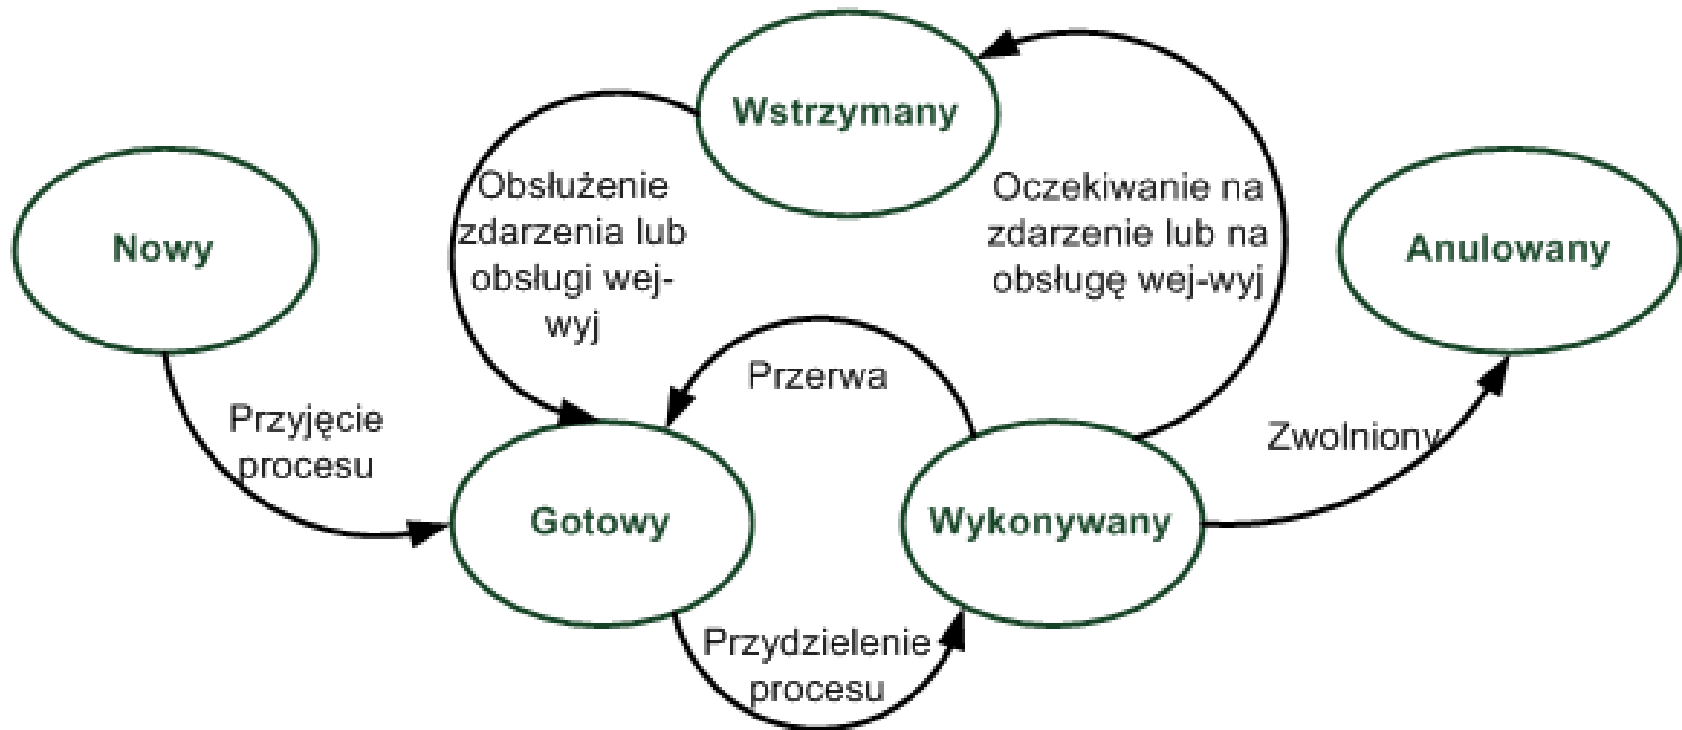 Wstrzymany
Nowy
Obsłużenie
zdarzenia lub
obsługi wej-
wyj
Oczekiwanie na
zdarzenie lub na
obsługę wej-wyj
Anulowany
Przerwa
Przyjęcie
procesu
Zwolniony
Gotowy
Wykonywany
Przydzielenie
procesu